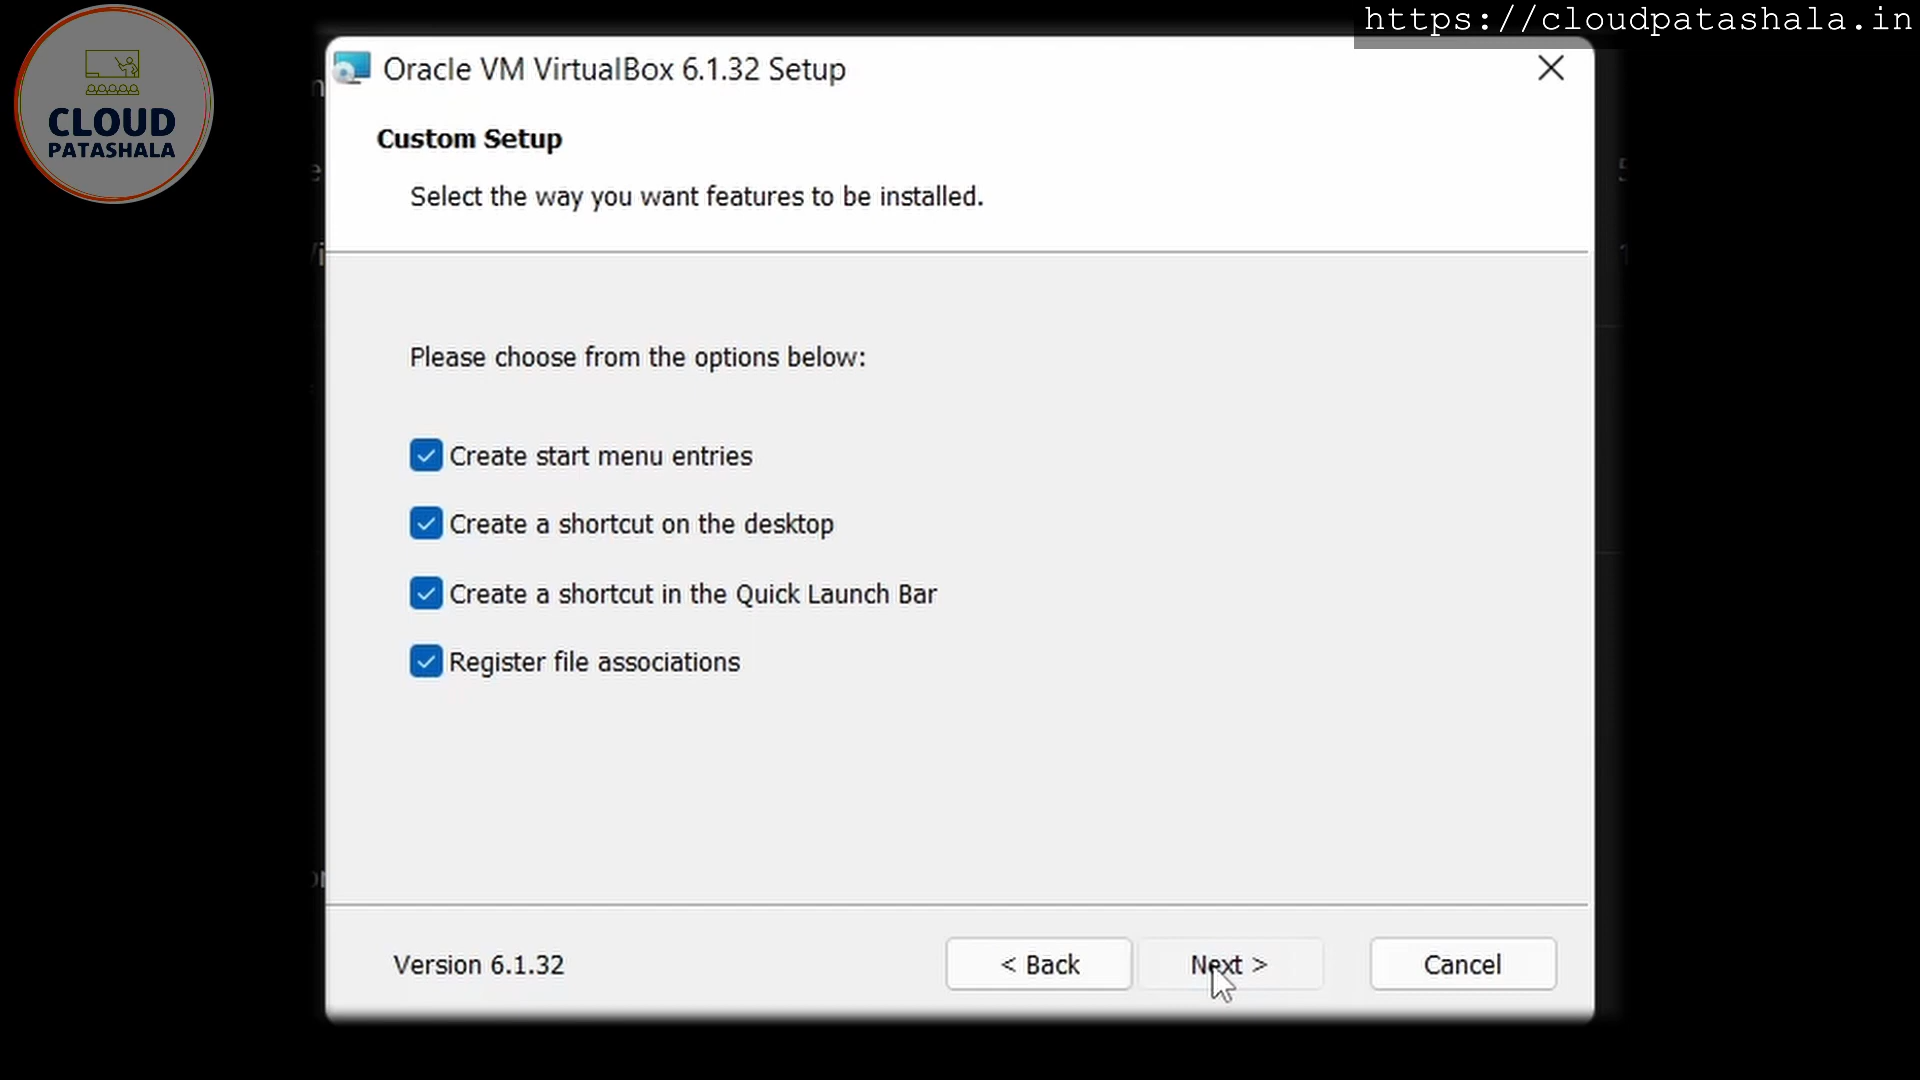 https://cloudpatashala.in
CLOUD
PATASHALA
Oracle VM VirtualBox 6.1.32 Setup
Custom Setup
Select the way you want features to be installed.
Please choose from the options below:
Create start menu entries
Create a shortcut on the desktop
Create a shortcut in the Quick Launch Bar
Register file associations
Version 6.1.32
< Back
Next >
Cancel